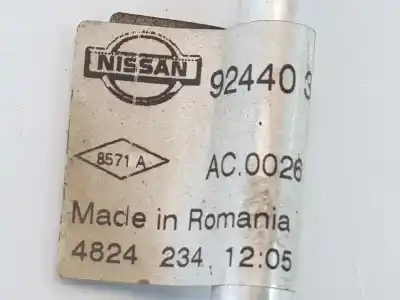 NISSAN
92440 3
8571 A
AC.0026
Made in Romania
4824 234 12:05